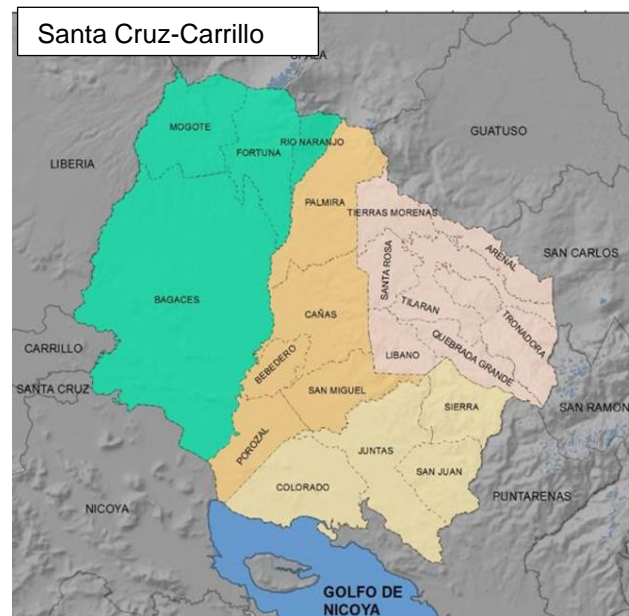 Santa Cruz-Carrillo
MOGOTE
FORTUNA
RIO NARANJO
GUATUSO
LIBERIA
PALMIRA
TIERRAS MORENAS
ARENAL
SAN CARLOS
SANTA ROSA
BAGACES
TILARAN
TRONADORA
CAÑAS
CARRILLO
BEBEDERO
LIBANO
QUEBRADA GRANDE
SANTA CRUZ
SAN MIGUEL
SIERRA
SAN RAMON
POROZAL
JUNTAS
SAN JUAN
COLORADO
PUNTARENAS
NICOYA
GOLFO DE
NICOYA